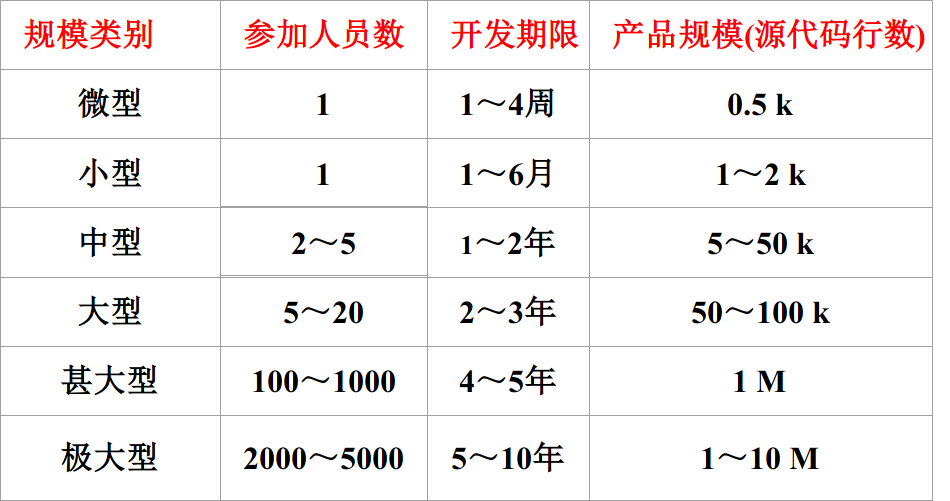 规模类别 参加人员数 开发期限 产品规模(源代码行数)
微型 1 1～4周 0.5 k
小型 1 1～6月 1～2 k
中型 2～5 1～2年 5～50 k
大型 5～20 2～3年 50～100 k
甚大型 100～1000 4～5年 1 M
极大型 2000～5000 5～10年 1～10 M